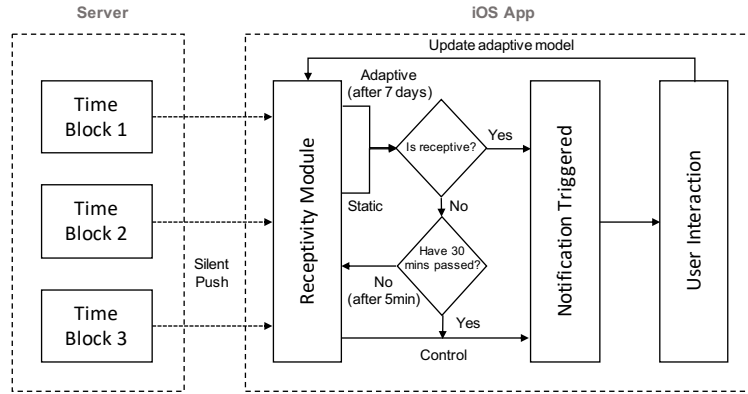 Server
iOS App
Update adaptive model
Time
Block 1
Time
Block 2
Time
Block 3
Silent
Push
Receptivity Module
Adaptive
(after 7 days)
Static
Is receptive?
Yes
No
Have 30
mins passed?
No
(after 5min)
Yes
Control
Notification Triggered
User Interaction